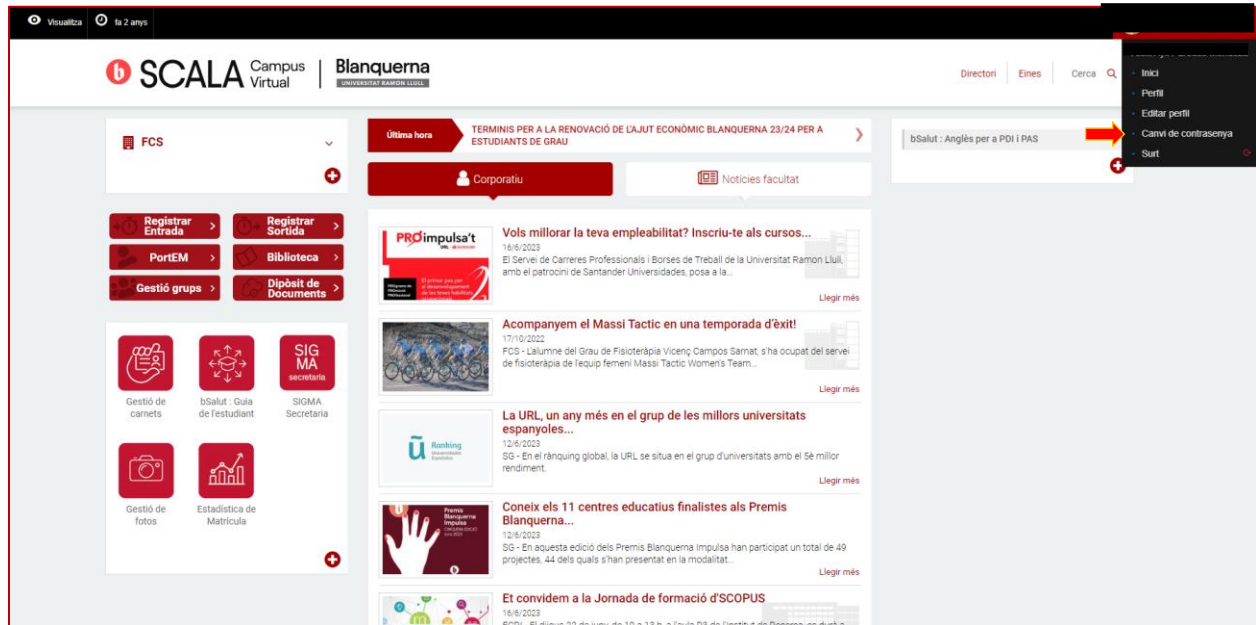 Visualitza fa 2 anys
SCALA Campus Virtual
Blanquerna
UNIVERSITAT RAMON LLULL
Directori Eines Cerca
Inici
Perfil
Editar perfil
Canvi de contrasenya
Surt
FCS
Última hora
TERMINIS PER A LA RENOVACIÓ DE L'AJUT ECONÒMIC BLANQUERNA 23/24 PER A
ESTUDIANTS DE GRAU
bSalut : Anglès per a PDI i PAS
Corporatiu
Notícies facultat
Registrar Entrada
Registrar Sortida
PortEM
Biblioteca
Gestió grups
Dipòsit de Documents
Gestió de
carnets
bSalut : Guia
de l'estudiant
SIG
MA
secretaria
SIGMA
Secretaria
Gestió de
fotos
Estadística de
Matrícula
PROimpulsa't
URL
El primer pas per
Vols millorar la teva empleabilitat? Inscriu-te als cursos...
16/6/2023
El Servei de Carreres Professionals i Borses de Treball de la Universitat Ramon Llull,
amb el patrocini de Santander Universidades, posa a la...
Llegir més
Acompanyem el Massi Tactic en una temporada d'èxit!
17/10/2022
FCS - L'alumne del Grau de Fisioteràpia Vicenç Campos Samat, s'ha ocupat del servei
de fisioteràpia de l'equip femení Massi Tactic Women's Team...
Llegir més
Ranking
La URL, un any més en el grup de les millors universitats
espanyoles...
12/6/2023
SG - En el rànquing global, la URL se situa en el grup d'universitats amb el 5è millor
rendiment.
Llegir més
Premis
Blanquerna
Impulsa
Coneix els 11 centres educatius finalistes als Premis
Blanquerna...
12/6/2023
SG - En aquesta edició dels Premis Blanquerna Impulsa han participat un total de 49
projectes, 44 dels quals s'han presentat en la modalitat...
Llegir més
Et convidem a la Jornada de formació d'SCOPUS
16/6/2023